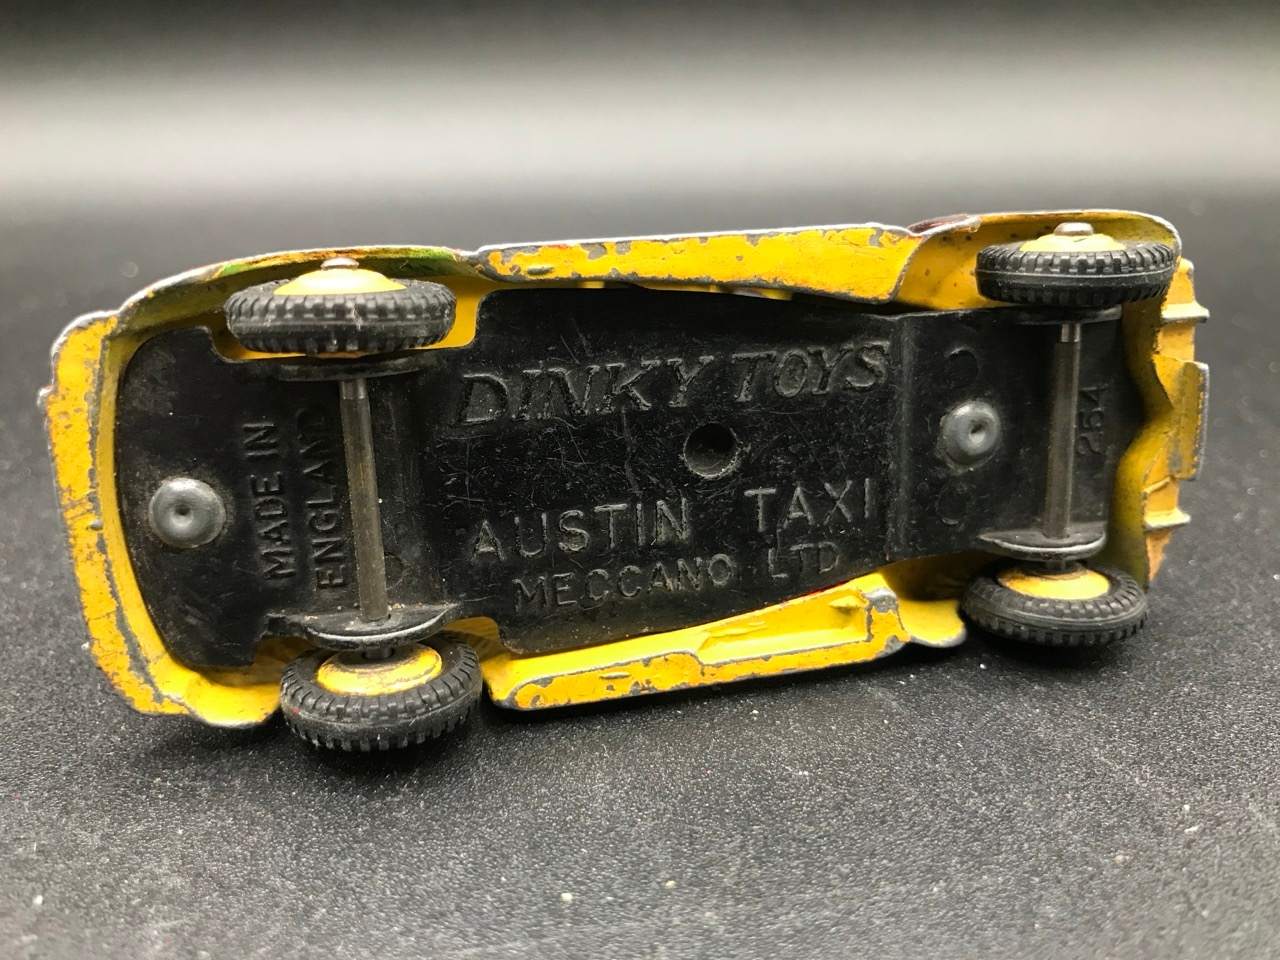 MADE IN
ENGLAND
DINKY TOYS
AUSTIN TAXI
MECCANO LTD
254